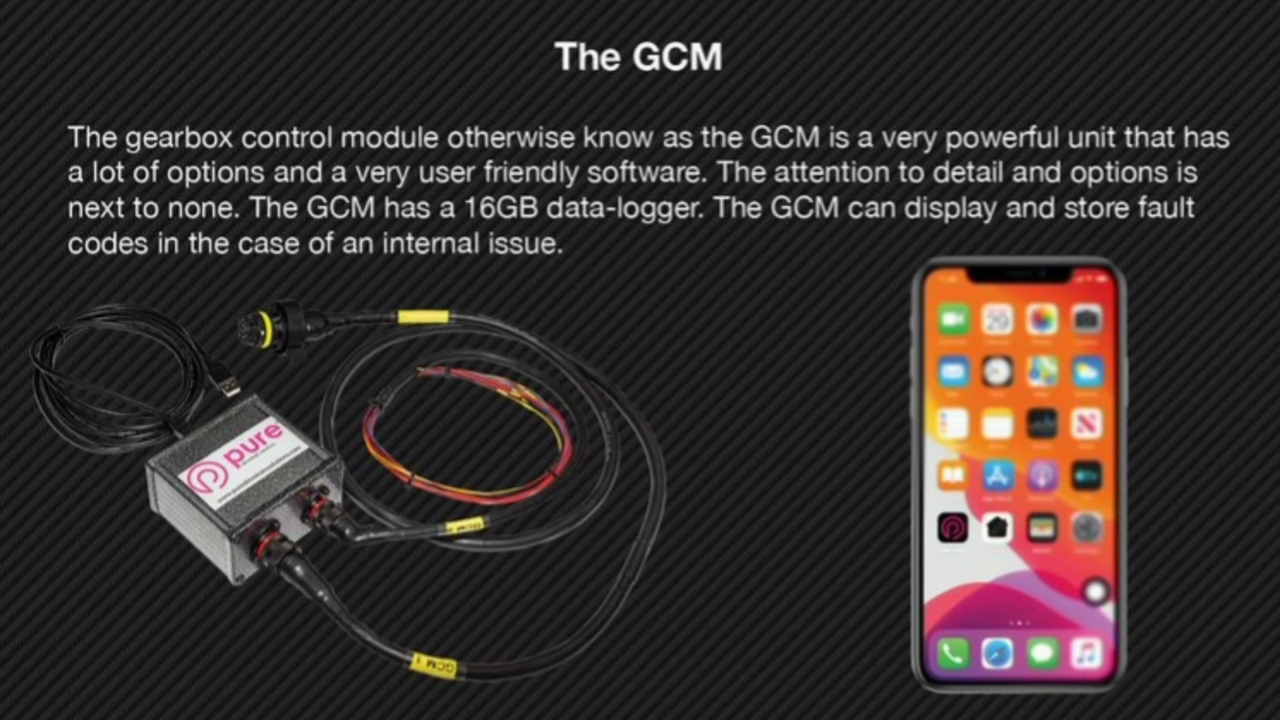 The GCM
The gearbox control module otherwise know as the GCM is a very powerful unit that has
a lot of options and a very user friendly software. The attention to detail and options is
next to none. The GCM has a 16GB data-logger. The GCM can display and store fault
codes in the case of an internal issue.
pure
GCM 1
29